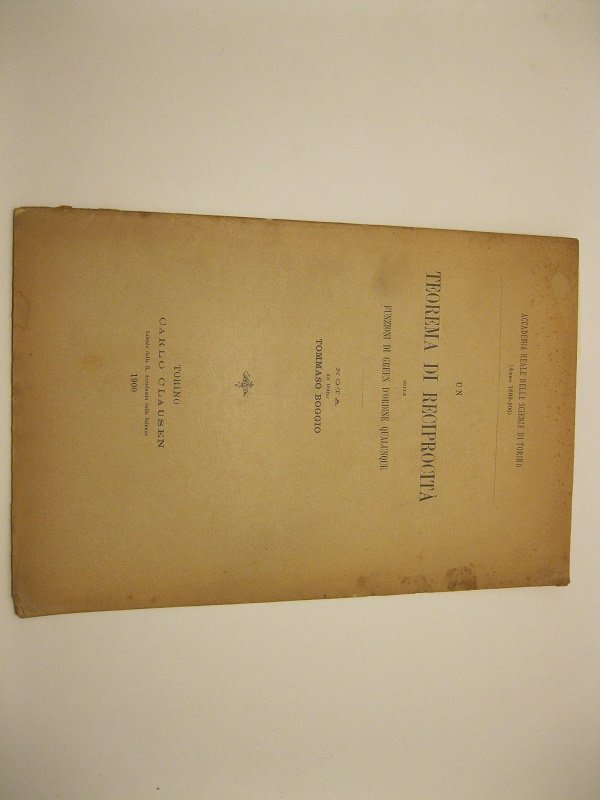 ACCADEMIA REALE DELLE SCIENZE DI TORINO
(Anno 1899-900)
UN
TEOREMA DI RECIPROCITÀ
SULLE
FUNZIONI DI GREEN D'ORDINE QUALUNQUE
NOTA
del Dottor
TOMMASO BOGGIO
TORINO
CARLO CLAUSEN
Libraio della R. Accademia delle Scienze
1900